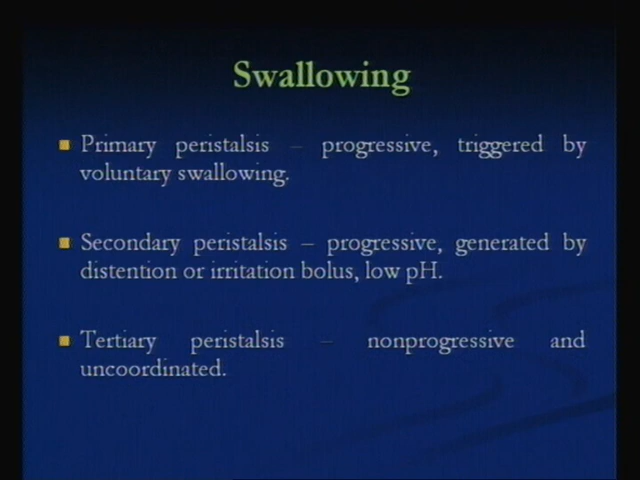 Swallowing
Primary peristalsis – progressive, triggered by
voluntary swallowing.
Secondary peristalsis – progressive, generated by
distention or irritation bolus, low pH.
Tertiary peristalsis – nonprogressive and
uncoordinated.